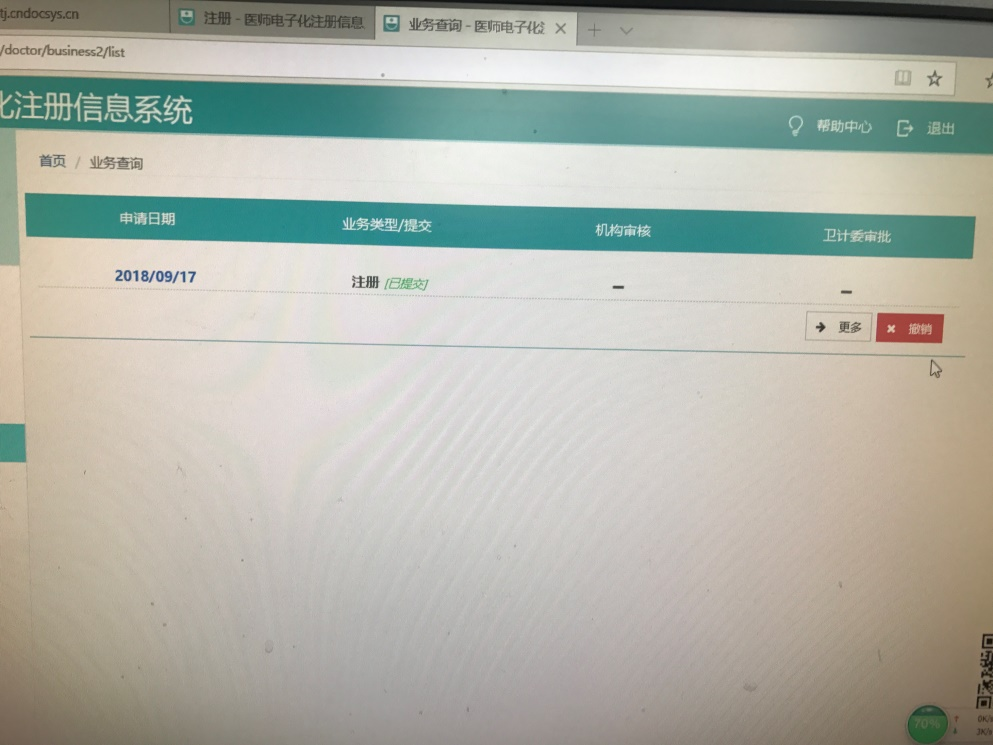 tj.cndocsys.cn
注册 - 医师电子化注册信息
业务查询 - 医师电子化注
/doctor/business2/list
化注册信息系统
帮助中心
退出
首页 / 业务查询
申请日期 业务类型/提交 机构审核 卫计委审批
2018/09/17 注册 [已提交] – –
更多 撤销
70%
0K/s
3K/s